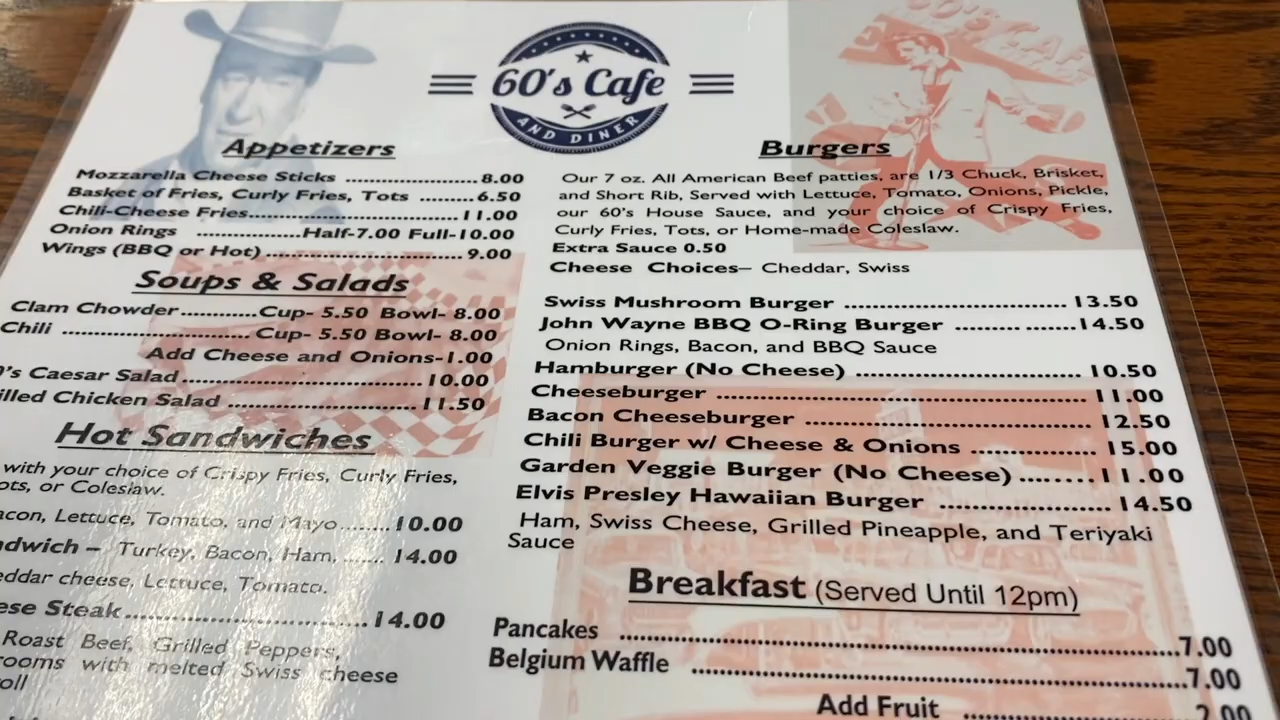 60's Cafe
AND DINER
Appetizers
Mozzarella Cheese Sticks ........................8.00
Basket of Fries, Curly Fries, Tots .........6.50
Chili-Cheese Fries.....................................11.00
Onion Rings ..................Half-7.00 Full-10.00
Wings (BBQ or Hot)................................... 9.00
Soups & Salads
Clam Chowder............Cup- 5.50 Bowl- 8.00
Chili ............................. Cup- 5.50 Bowl- 8.00
Add Cheese and Onions-1.00
's Caesar Salad....................................10.00
Chicken Salad ............................11.50
Hot Sandwiches
with your choice of Crispy Fries, Curly Fries,
or Coleslaw.
Lettuce, Tomato, and Mayo........10.00
– Turkey, Bacon, Ham, ....... 14.00
cheese, Lettuce, Tomato.
Steak...............................14.00
Roast Beef, Grilled Peppers,
with melted Swiss cheese
Burgers
Our 7 oz. All American Beef patties, are 1/3 Chuck, Brisket,
and Short Rib, Served with Lettuce, Tomato, Onions, Pickle,
our 60's House Sauce, and your choice of Crispy Fries,
Curly Fries, Tots, or Home-made Coleslaw.
Extra Sauce 0.50
Cheese Choices– Cheddar, Swiss
Swiss Mushroom Burger .................................. 13.50
John Wayne BBQ O-Ring Burger ......... .......14.50
Onion Rings, Bacon, and BBQ Sauce
Hamburger (No Cheese) .................................. 10.50
Cheeseburger ....................................................... 11.00
Bacon Cheeseburger .......................................... 12.50
Chili Burger w/ Cheese & Onions .................. 15.00
Garden Veggie Burger (No Cheese) ........11.00
Elvis Presley Hawaiian Burger ........................ 14.50
Ham, Swiss Cheese, Grilled Pineapple, and Teriyaki
Sauce
Breakfast (Served Until 12pm)
Pancakes ..........................................................................7.00
Belgium Waffle ................................................................7.00
Add Fruit .............................. 2.00